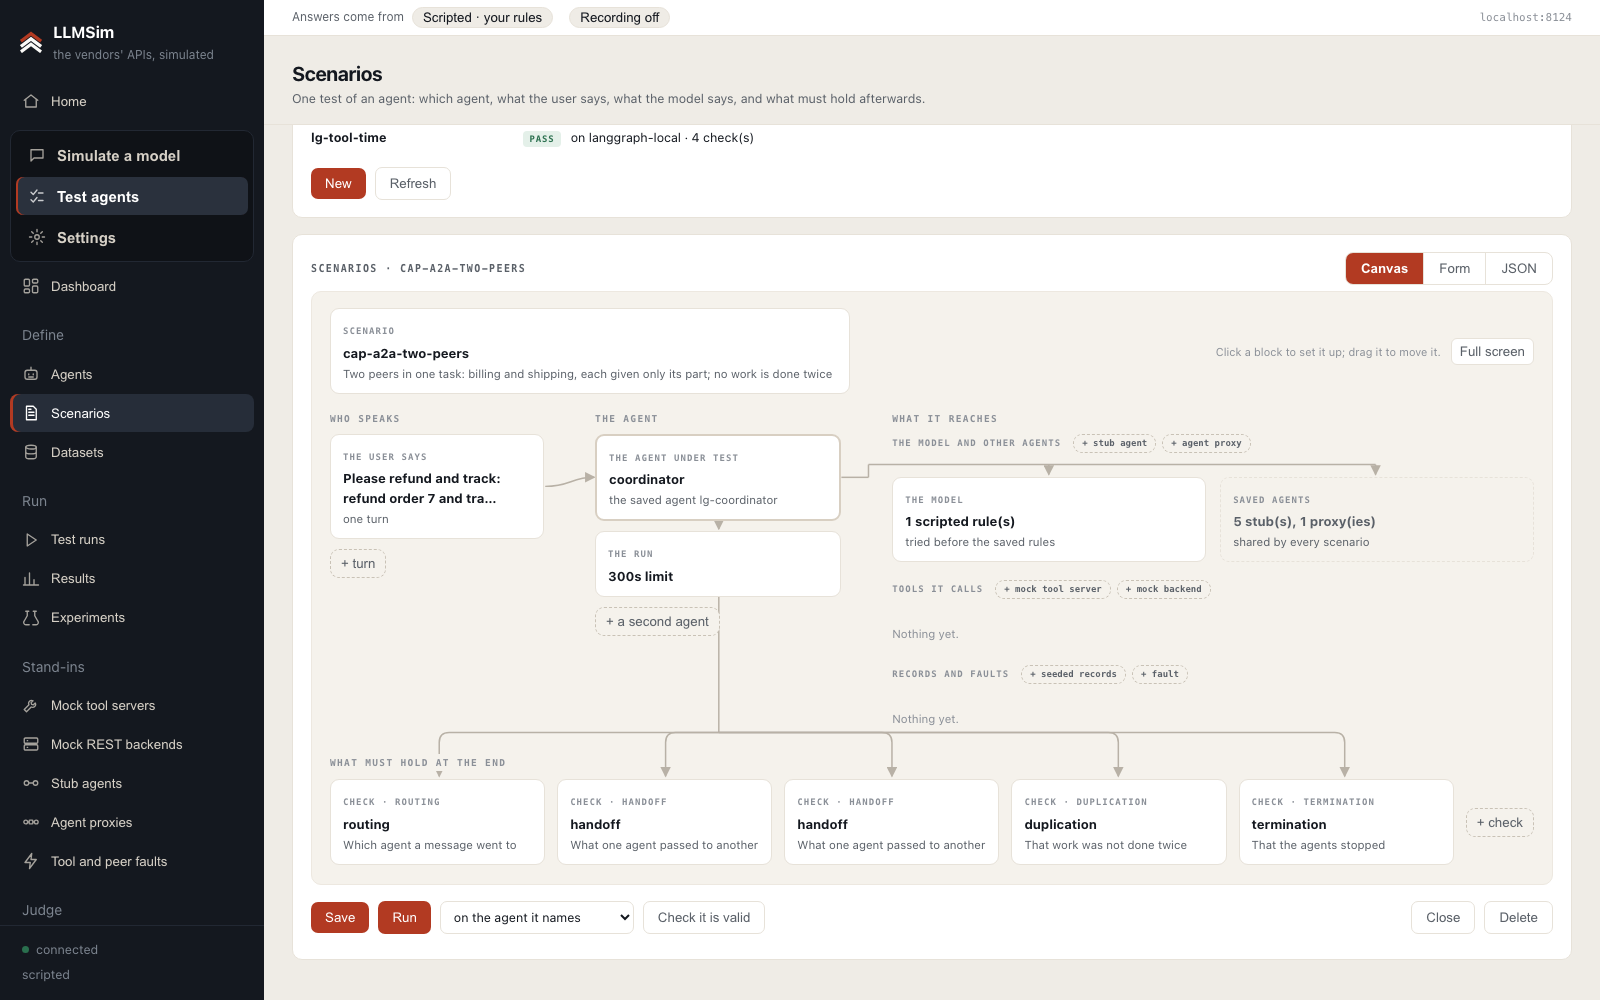 LLMSim
the vendors' APIs, simulated
Home
Simulate a model
Test agents
Settings
Dashboard
Define
Agents
Scenarios
Datasets
Run
Test runs
Results
Experiments
Stand-ins
Mock tool servers
Mock REST backends
Stub agents
Agent proxies
Tool and peer faults
Judge
connected
scripted
Answers come from
Scripted · your rules
Recording off
localhost:8124
Scenarios
One test of an agent: which agent, what the user says, what the model says, and what must hold afterwards.
lg-tool-time
PASS
on langgraph-local · 4 check(s)
New
Refresh
SCENARIOS · CAP-A2A-TWO-PEERS
Canvas
Form
JSON
SCENARIO
cap-a2a-two-peers
Two peers in one task: billing and shipping, each given only its part; no work is done twice
Click a block to set it up; drag it to move it.
Full screen
WHO SPEAKS
THE USER SAYS
Please refund and track:
refund order 7 and tra...
one turn
+ turn
THE AGENT
THE AGENT UNDER TEST
coordinator
the saved agent lg-coordinator
THE RUN
300s limit
+ a second agent
WHAT IT REACHES
THE MODEL AND OTHER AGENTS
+ stub agent
+ agent proxy
THE MODEL
1 scripted rule(s)
tried before the saved rules
SAVED AGENTS
5 stub(s), 1 proxy(ies)
shared by every scenario
TOOLS IT CALLS
+ mock tool server
+ mock backend
Nothing yet.
RECORDS AND FAULTS
+ seeded records
+ fault
Nothing yet.
WHAT MUST HOLD AT THE END
CHECK · ROUTING
routing
Which agent a message went to
CHECK · HANDOFF
handoff
What one agent passed to another
CHECK · HANDOFF
handoff
What one agent passed to another
CHECK · DUPLICATION
duplication
That work was not done twice
CHECK · TERMINATION
termination
That the agents stopped
+ check
Save
Run
on the agent it names
Check it is valid
Close
Delete